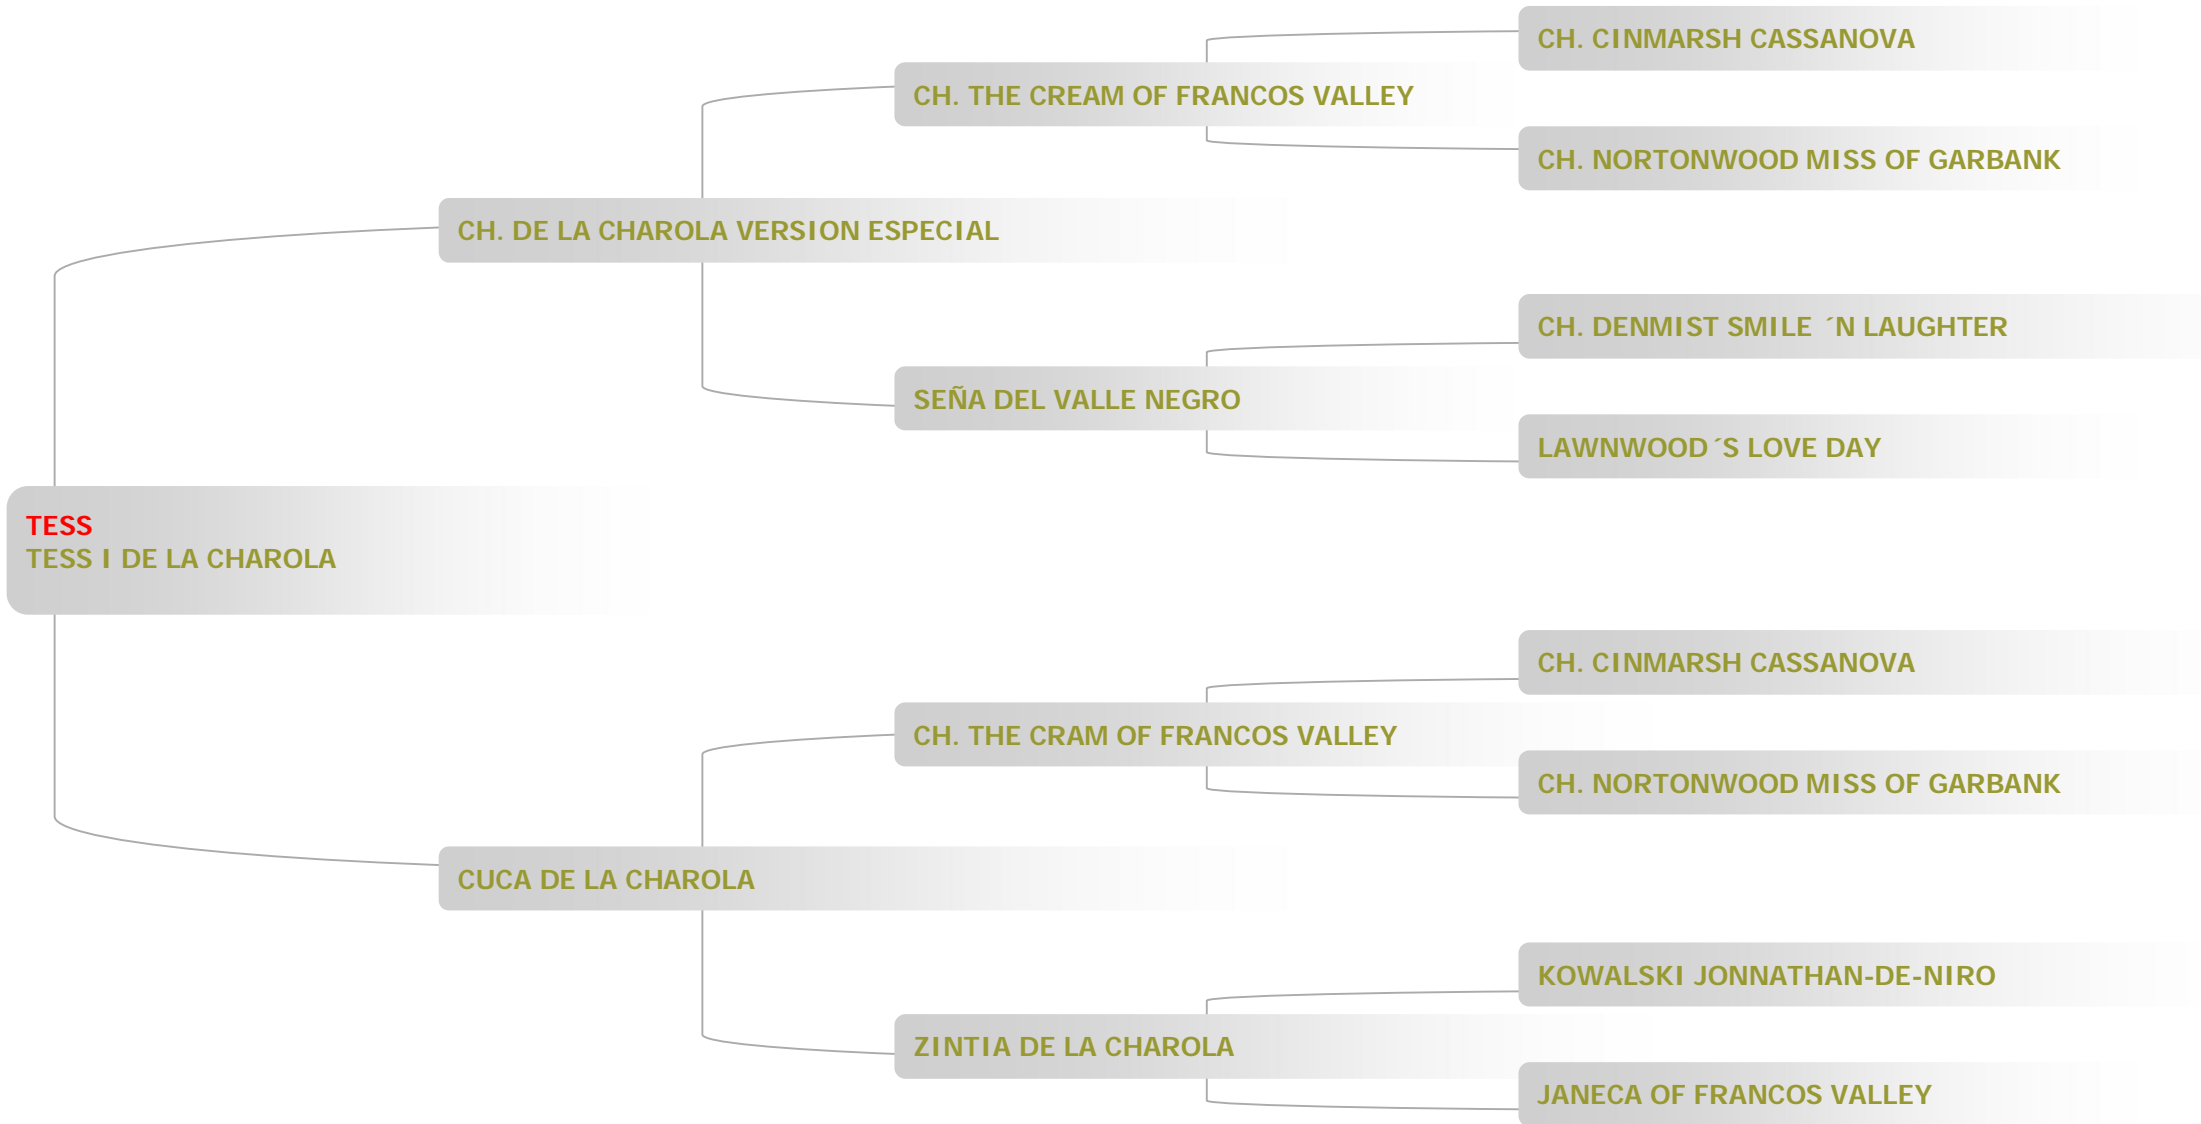 CH. CINMARSH CASSANOVA
CH. THE CREAM OF FRANCOS VALLEY
CH. NORTONWOOD MISS OF GARBANK
CH. DE LA CHAROLA VERSION ESPECIAL
CH. DENMIST SMILE ´N LAUGHTER
SEÑA DEL VALLE NEGRO
LAWNWOOD´S LOVE DAY
TESS
TESS I DE LA CHAROLA
CH. CINMARSH CASSANOVA
CH. THE CRAM OF FRANCOS VALLEY
CH. NORTONWOOD MISS OF GARBANK
CUCA DE LA CHAROLA
KOWALSKI JONNATHAN-DE-NIRO
ZINTIA DE LA CHAROLA
JANECA OF FRANCOS VALLEY